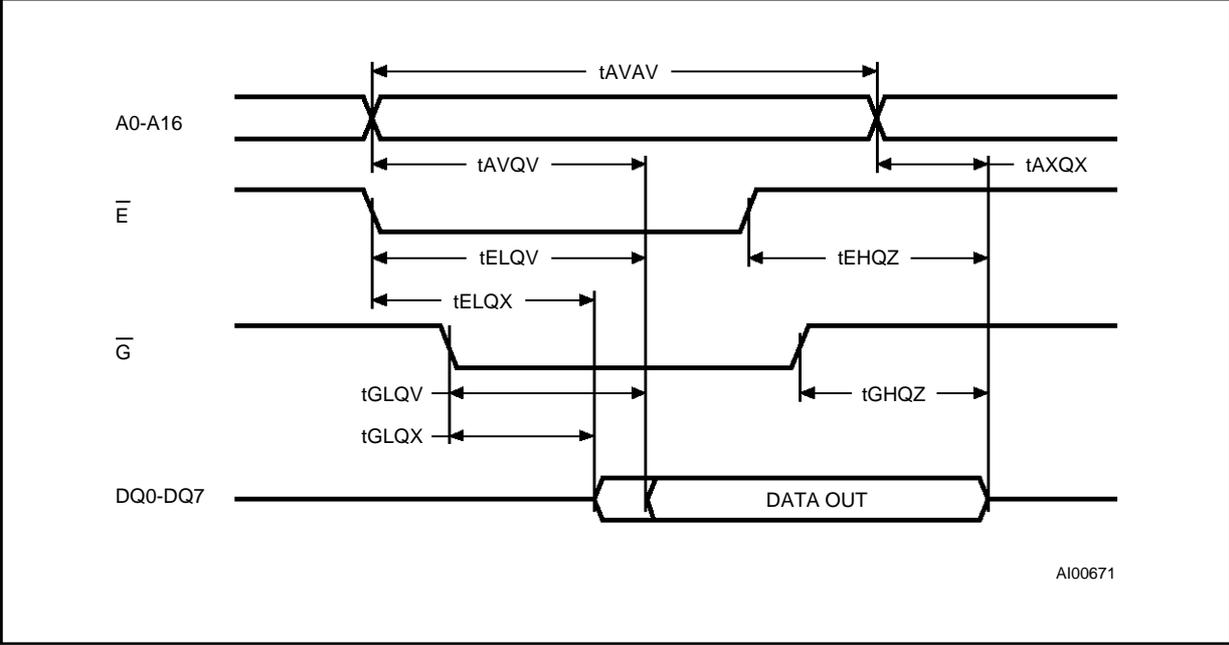 tAVAV
A0-A16
tAVQV
tAXQX
E̅
tELQV
tEHQZ
tELQX
G̅
tGLQV
tGHQZ
tGLQX
DQ0-DQ7
DATA OUT
AI00671